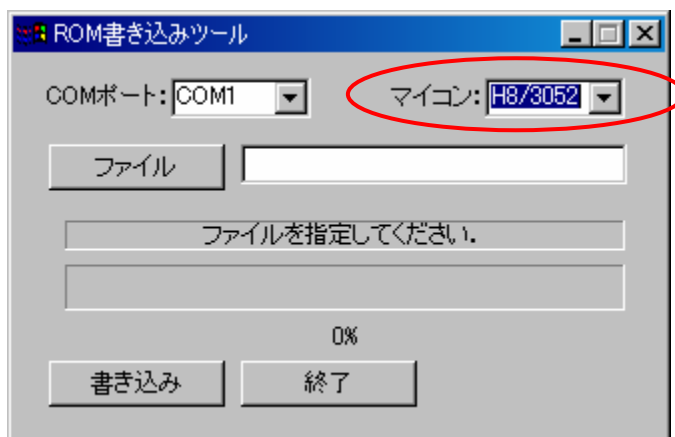 ROM書き込みツール
COMポート: COM1 マイコン: H8/3052
ファイル
ファイルを指定してください.
0%
書き込み 終了